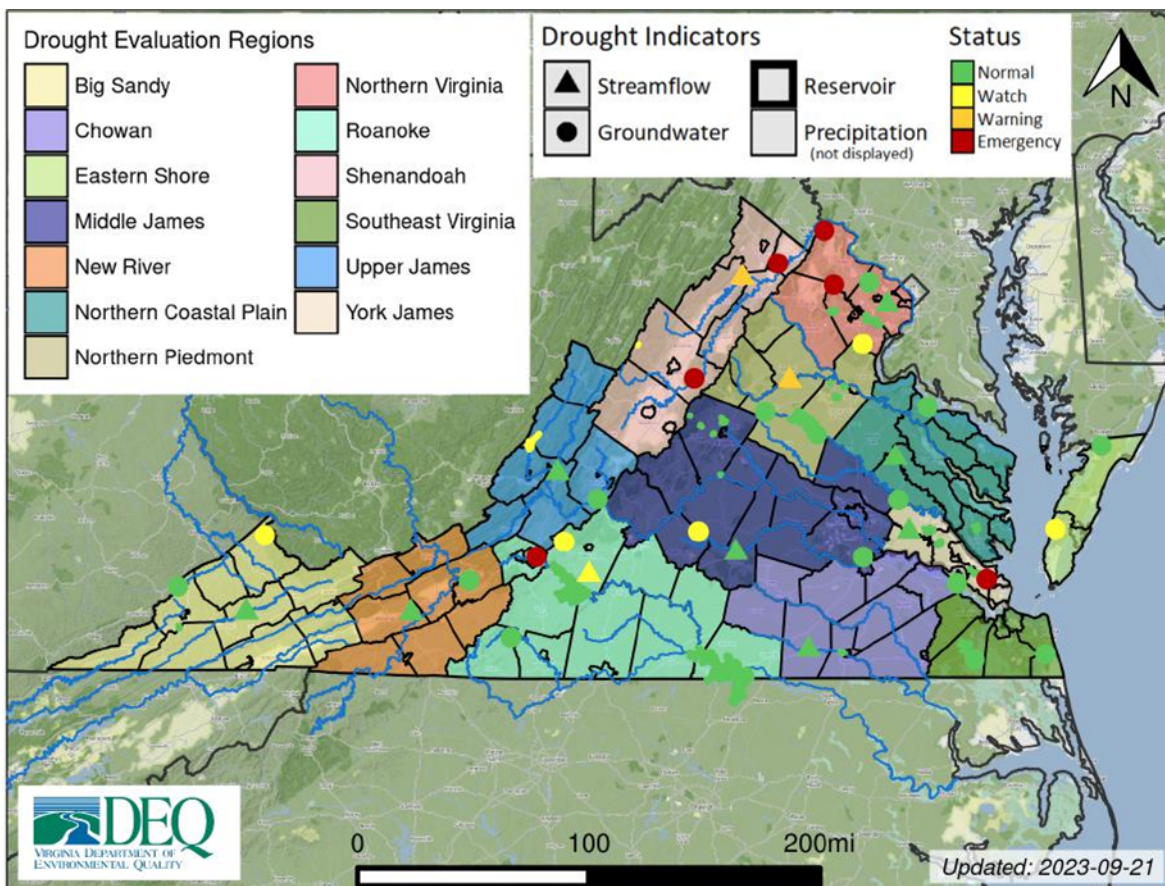 Drought Evaluation Regions
Big Sandy
Chowan
Eastern Shore
Middle James
New River
Northern Coastal Plain
Northern Piedmont
Northern Virginia
Roanoke
Shenandoah
Southeast Virginia
Upper James
York James
Drought Indicators
Streamflow
Groundwater
Reservoir
Precipitation
(not displayed)
Status
Normal
Watch
Warning
Emergency
N
DEQ
VIRGINIA DEPARTMENT OF
ENVIRONMENTAL QUALITY
0 100 200mi
Updated: 2023-09-21